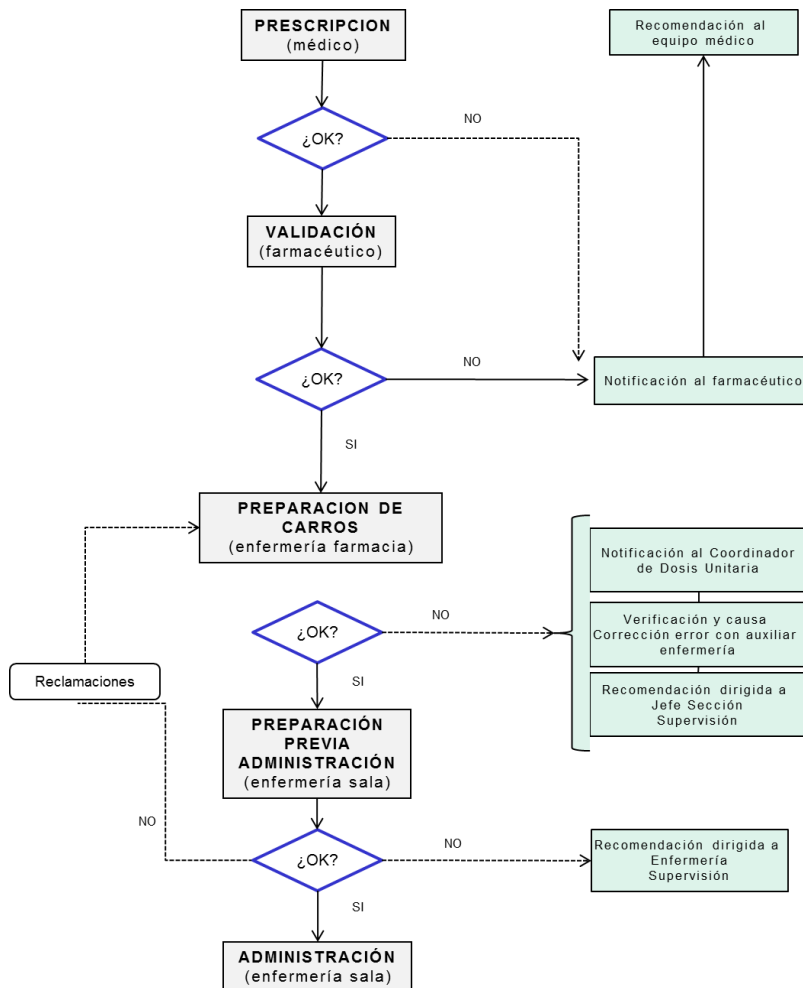 PRESCRIPCION
(médico)
Recomendación al
equipo médico
NO
¿OK?
VALIDACIÓN
(farmacéutico)
¿OK?
NO
Notificación al farmacéutico
SI
PREPARACION DE
CARROS
(enfermería farmacia)
Notificación al Coordinador
de Dosis Unitaria
¿OK?
NO
Verificación y causa
Corrección error con auxiliar
enfermería
Reclamaciones
SI
Recomendación dirigida a
Jefe Sección
Supervisión
PREPARACIÓN
PREVIA
ADMINISTRACIÓN
(enfermería sala)
NO
¿OK?
NO
Recomendación dirigida a
Enfermería
Supervisión
SI
ADMINISTRACIÓN
(enfermería sala)